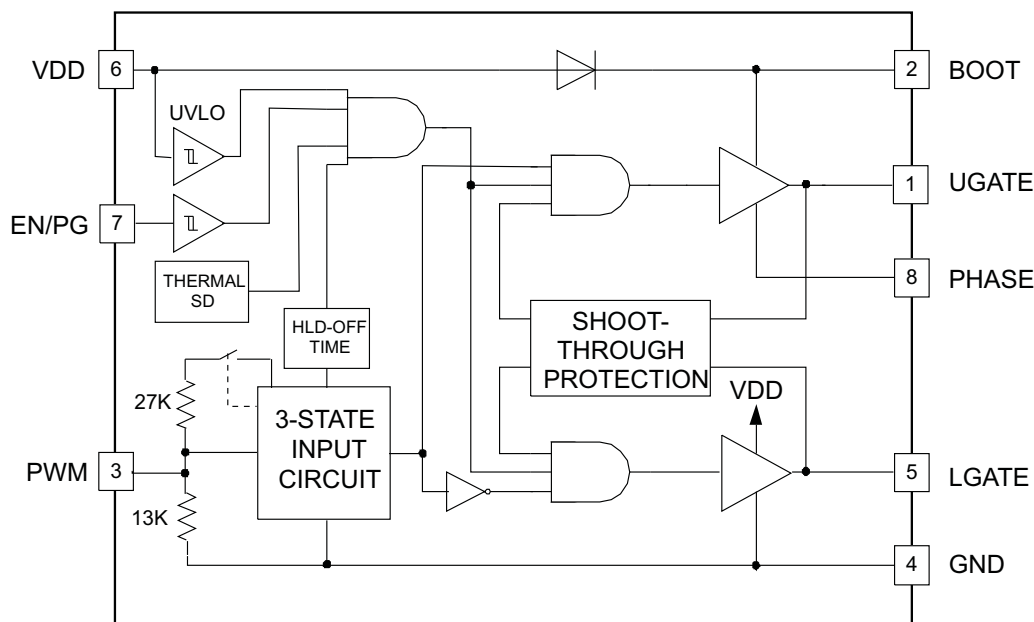 VDD
6
2
BOOT
UVLO
1
UGATE
EN/PG
7
THERMAL
SD
8
PHASE
HLD-OFF
TIME
SHOOT-
THROUGH
PROTECTION
27K
VDD
3-STATE
INPUT
CIRCUIT
PWM
3
5
LGATE
13K
4
GND